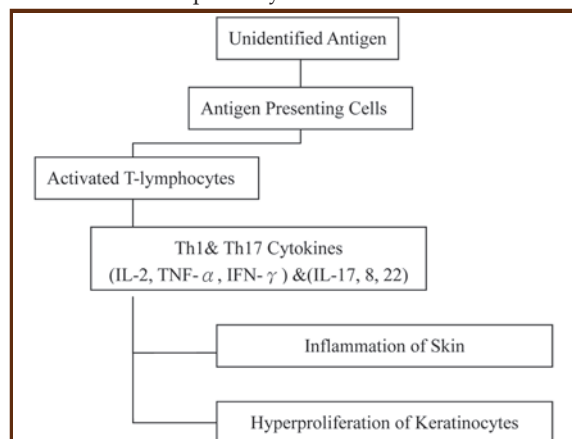 Unidentified Antigen
Antigen Presenting Cells
Activated T-lymphocytes
Th1& Th17 Cytokines
(IL-2, TNF- α, IFN- γ) &(IL-17, 8, 22)
Inflammation of Skin
Hyperproliferation of Keratinocytes